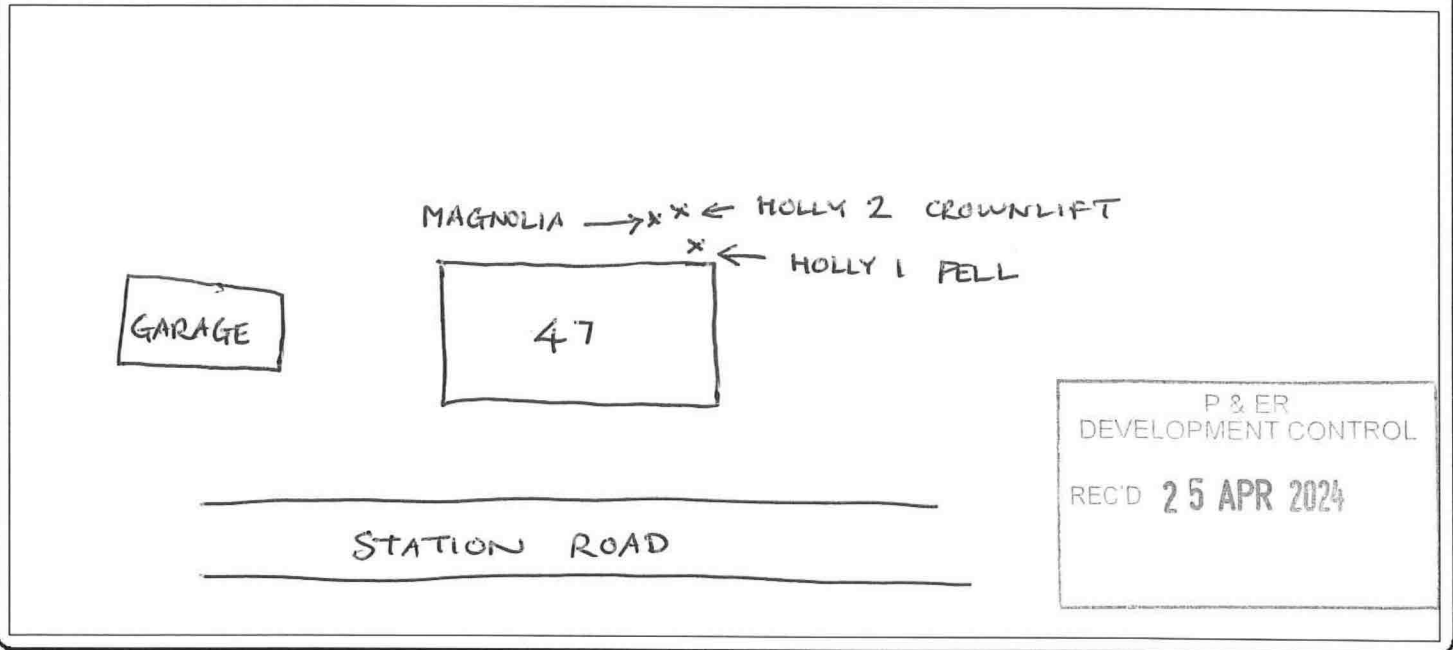 MAGNOLIA
HOLLY 2 CROWNLIFT
HOLLY 1 FELL
GARAGE
47
STATION ROAD
P & ER
DEVELOPMENT CONTROL
REC'D 25 APR 2024